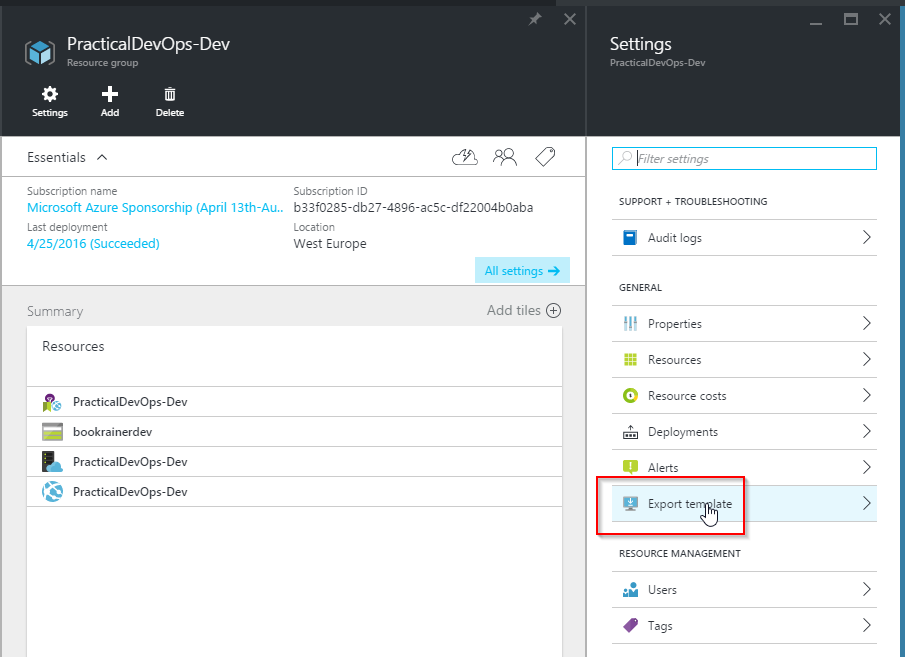 PracticalDevOps-Dev
Resource group
Settings
Add
Delete
Essentials
Subscription name
Microsoft Azure Sponsorship (April 13th-Au..
Subscription ID
b33f0285-db27-4896-ac5c-df22004b0aba
Last deployment
4/25/2016 (Succeeded)
Location
West Europe
All settings
Summary
Add tiles
Resources
PracticalDevOps-Dev
bookrainerdev
PracticalDevOps-Dev
PracticalDevOps-Dev
Settings
PracticalDevOps-Dev
Filter settings
SUPPORT + TROUBLESHOOTING
Audit logs
GENERAL
Properties
Resources
Resource costs
Deployments
Alerts
Export template
RESOURCE MANAGEMENT
Users
Tags